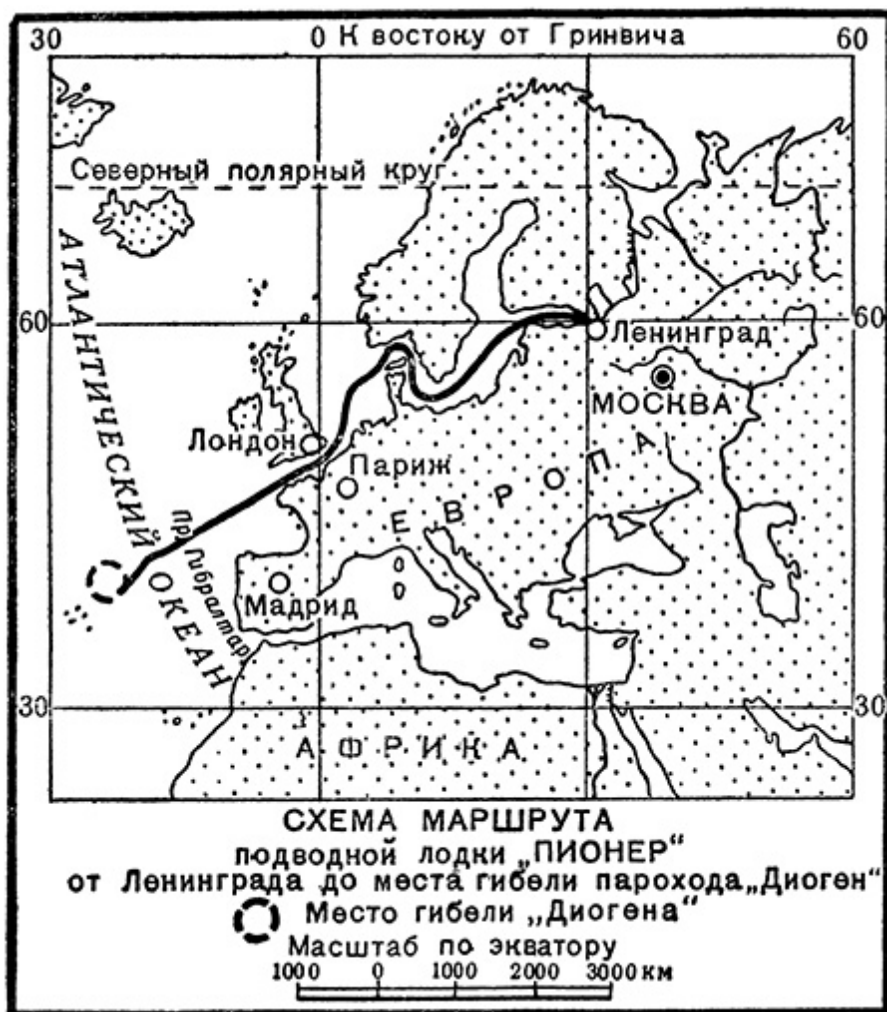 30 0 К востоку от Гринвича 60
Северный полярный круг
АТЛАНТИЧЕСКИЙ ОКЕАН
60 60
Ленинград
МОСКВА
Лондон
Париж
ЕВРОПА
Пр. Гибралтар
Мадрид
30 30
АФРИКА
СХЕМА МАРШРУТА
подводной лодки „ПИОНЕР“
от Ленинграда до места гибели парохода „Диоген“
Место гибели „Диогена“
Масштаб по экватору
1000 0 1000 2000 3000 км